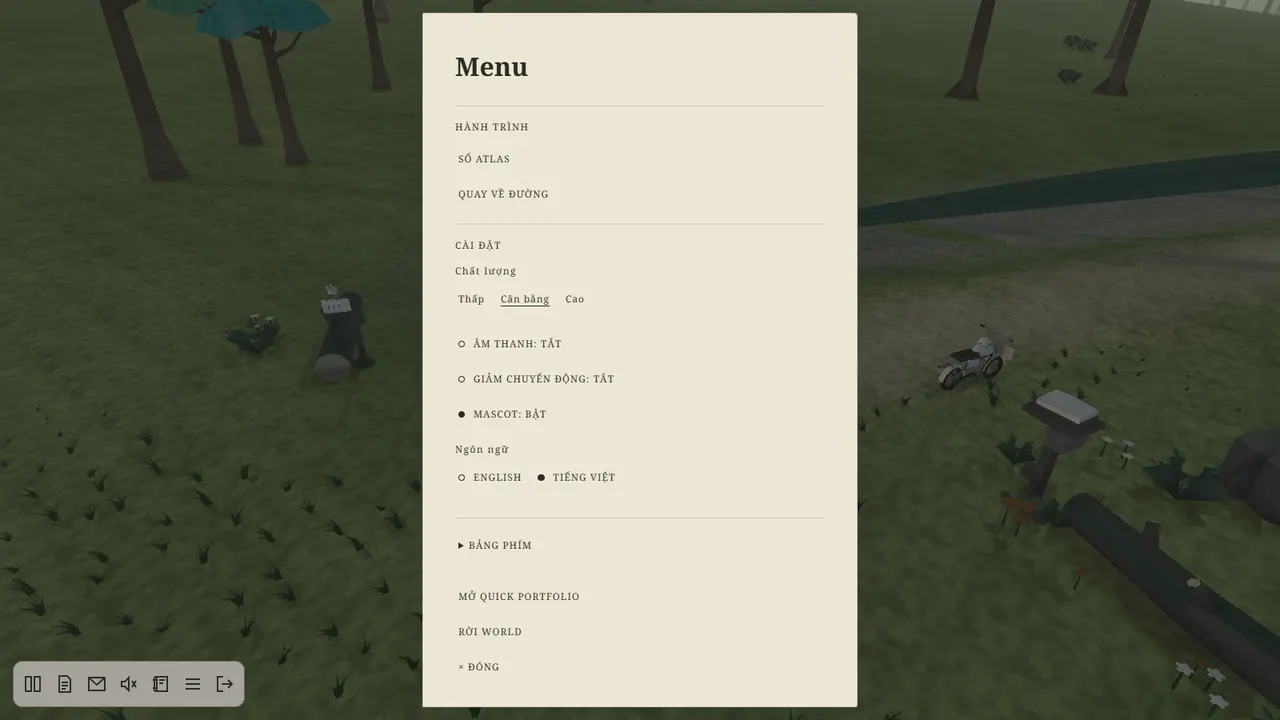 Menu
HÀNH TRÌNH
SỔ ATLAS
QUAY VỀ ĐƯỜNG
CÀI ĐẶT
Chất lượng
Thấp Cân bằng Cao
ÂM THANH: TẮT
GIẢM CHUYỂN ĐỘNG: TẮT
MASCOT: BẬT
Ngôn ngữ
ENGLISH TIẾNG VIỆT
BẢNG PHÍM
MỞ QUICK PORTFOLIO
RỜI WORLD
× ĐÓNG